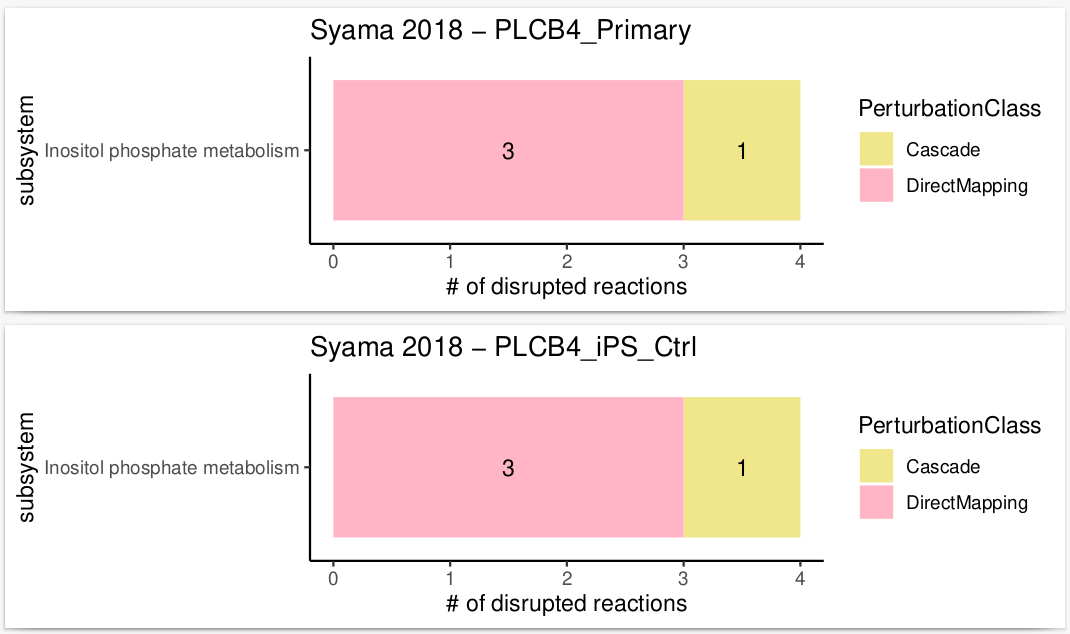 Syama 2018 – PLCB4_Primary
subsystem
Inositol phosphate metabolism
3
1
0 1 2 3 4
# of disrupted reactions
PerturbationClass
Cascade
DirectMapping
Syama 2018 – PLCB4_iPS_Ctrl
subsystem
Inositol phosphate metabolism
3
1
0 1 2 3 4
# of disrupted reactions
PerturbationClass
Cascade
DirectMapping